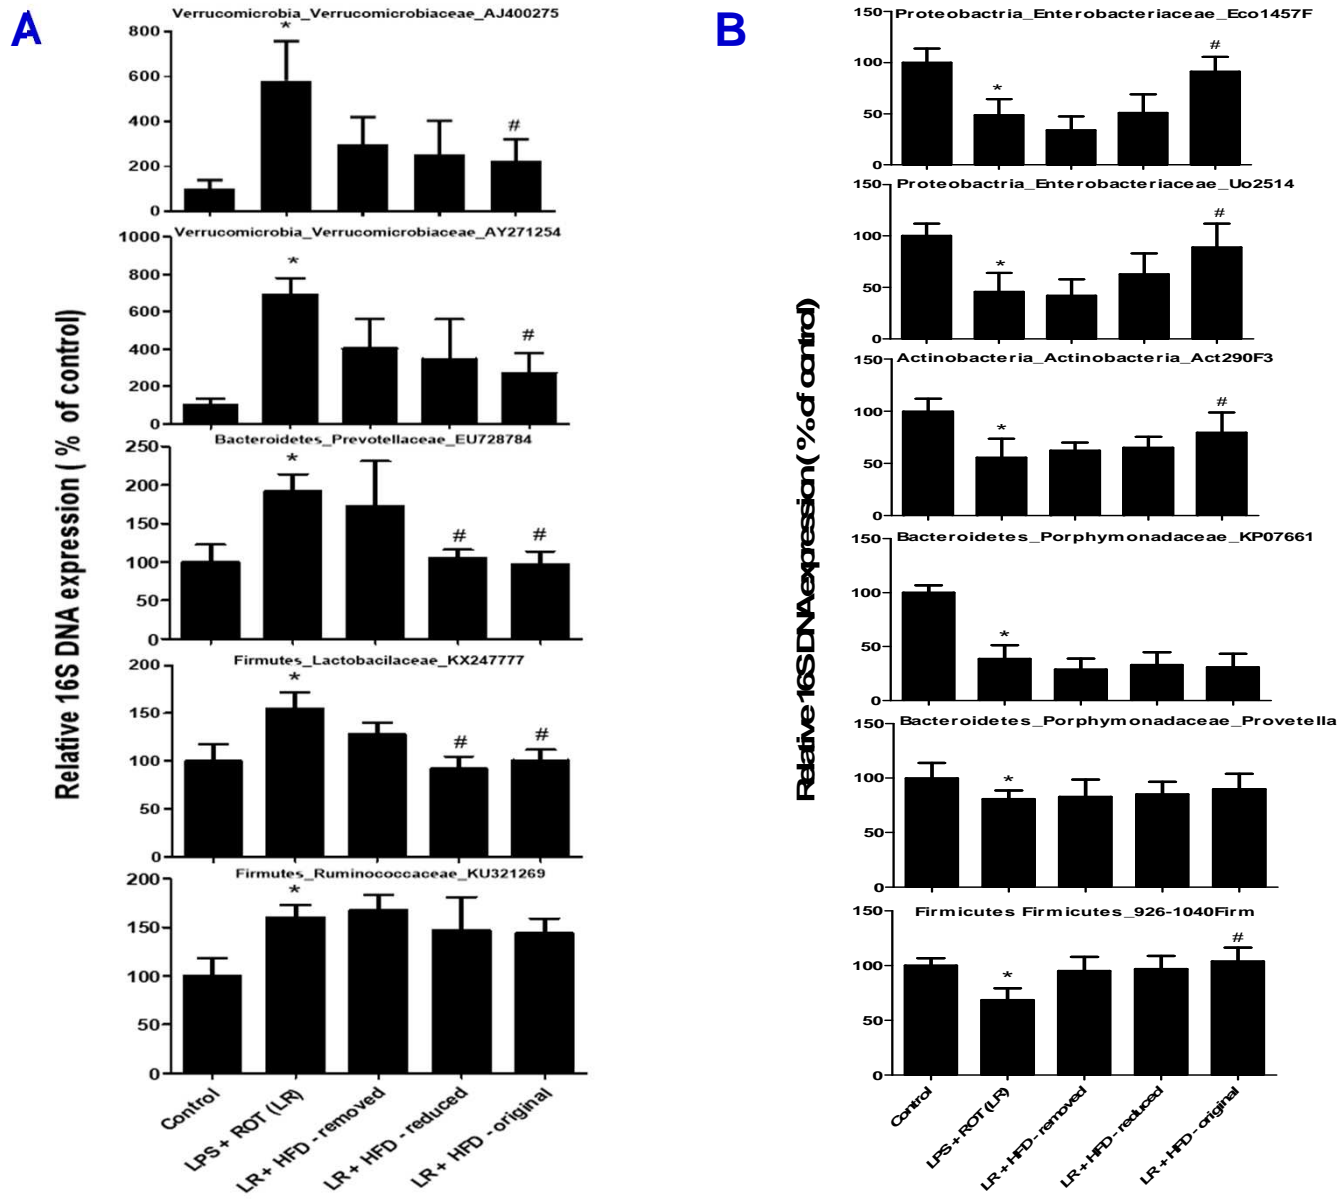 A
Relative 16S DNA expression ( % of control)
Verrucomicrobia_Verrucomicrobiaceae_AJ400275
800
600
400
200
0
*
#
Verrucomicrobia_Verrucomicrobiaceae_AY271254
1000
800
600
400
200
0
*
#
Bacteroidetes_Prevotellaceae_EU728784
250
200
150
100
50
0
*
#
#
Firmutes_Lactobacilaceae_KX247777
200
150
100
50
0
*
#
#
Firmutes_Ruminococcaceae_KU321269
200
150
100
50
0
*
Control
LPS + ROT (LR)
LR+ HFD - removed
LR + HFD - reduced
LR + HFD - original
B
Relative 16S DNA expression ( % of control)
Proteobactria_Enterobacteriaceae_Eco1457F
150
100
50
0
*
#
Proteobactria_Enterobacteriaceae_Uo2514
150
100
50
0
*
#
Actinobacteria_Actinobacteria_Act290F3
150
100
50
0
*
#
Bacteroidetes_Porphymonadaceae_KP07661
150
100
50
0
*
Bacteroidetes_Porphymonadaceae_Provetella
150
100
50
0
*
Firmicutes Firmicutes_926-1040Firm
150
100
50
0
*
#
Control
LPS + ROT (LR)
LR + HFD - removed
LR + HFD - reduced
LR + HFD - original